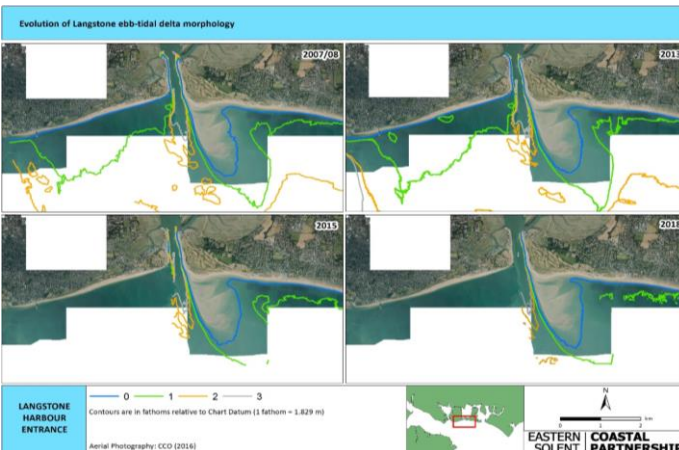 Evolution of Langstone ebb-tidal delta morphology
2007/08
2013
2015
2018
LANGSTONE
HARBOUR
ENTRANCE
0 1 2 3
Contours are in fathoms relative to Chart Datum (1 fathom = 1.829 m)
Aerial Photography: CCO (2016)
N
0 1 2 km
EASTERN SOLENT | COASTAL PARTNERSHIP